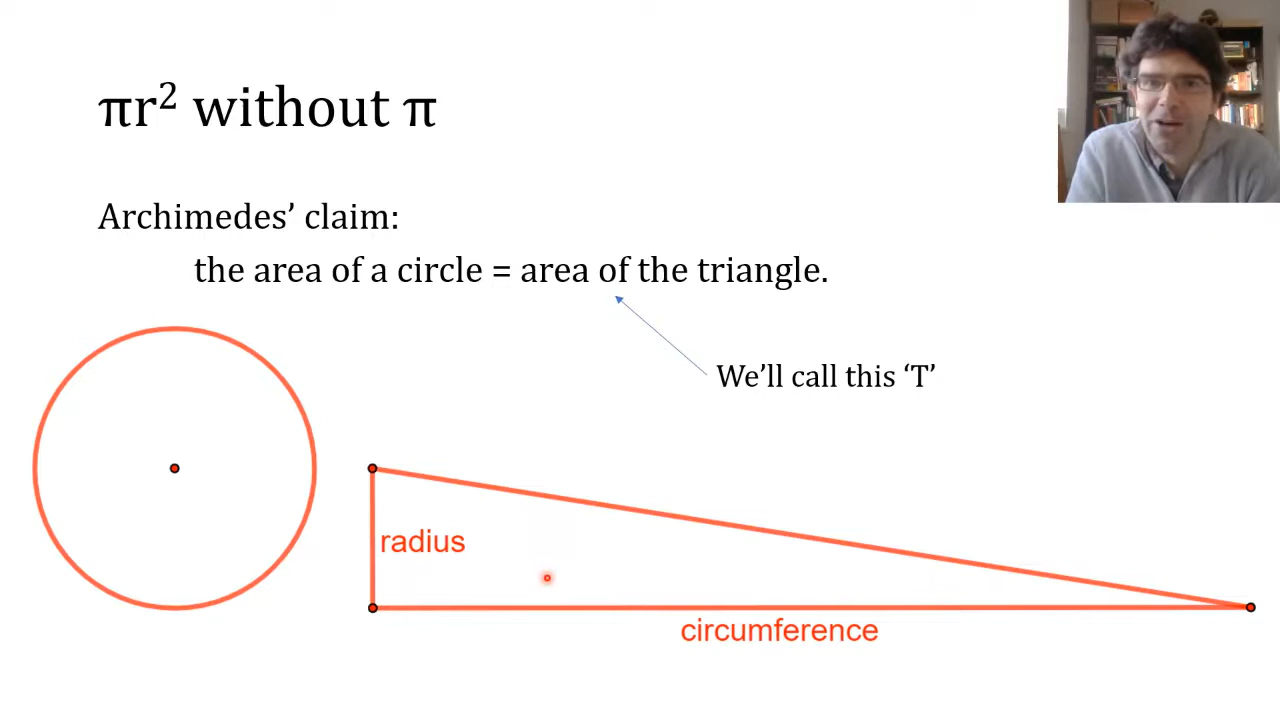 πr² without π
Archimedes’ claim:
the area of a circle = area of the triangle.
We’ll call this ‘T’
radius
circumference